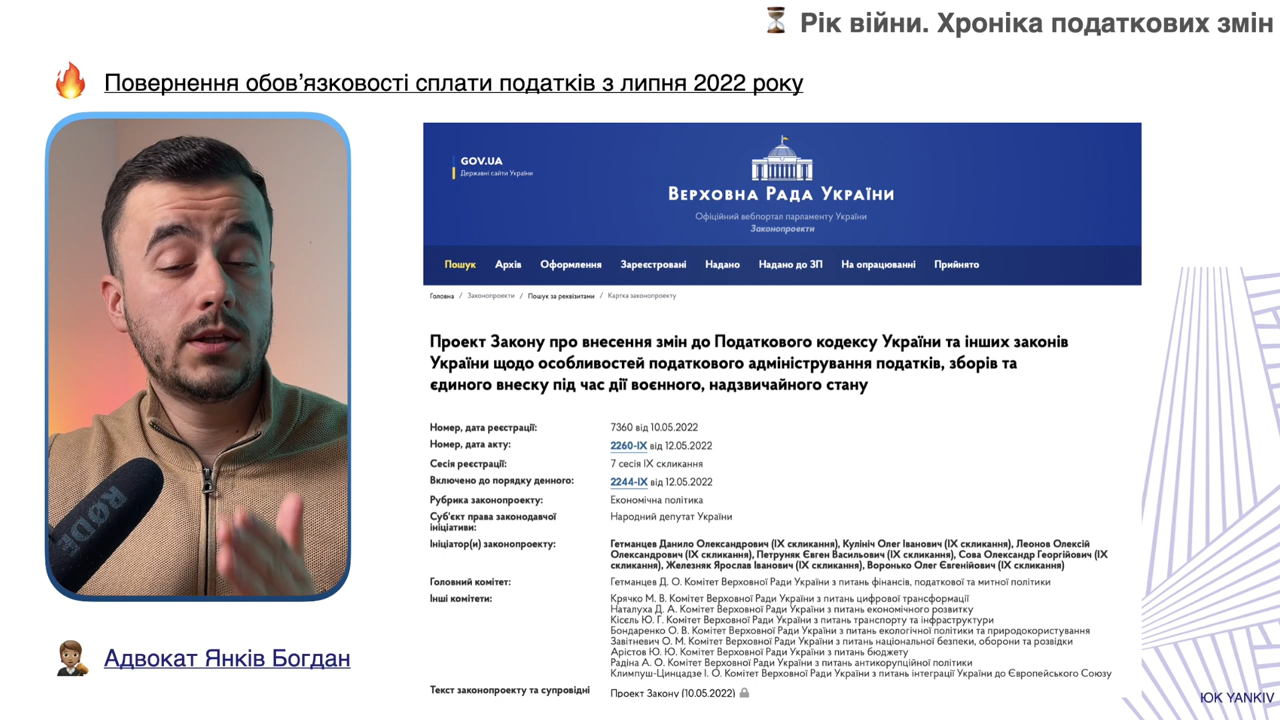 Рік війни. Хроніка податкових змін
Повернення обов’язковості сплати податків з липня 2022 року
GOV.UA
Державні сайти України
Верховна Рада України
Офіційний вебпортал парламенту України
Законопроекти
Пошук Архів Оформлення Зареєстровані Надано Надано до ЗП На опрацюванні Прийнято
Головна / Законопроекти / Пошук за реквізитами / Картка законопроекту
Проект Закону про внесення змін до Податкового кодексу України та інших законів
України щодо особливостей податкового адміністрування податків, зборів та
єдиного внеску під час дії воєнного, надзвичайного стану
Номер, дата реєстрації: 7360 від 10.05.2022
Номер, дата акту: 2260-IX від 12.05.2022
Сесія реєстрації: 7 сесія IX скликання
Включено до порядку денного: 2244-IX від 12.05.2022
Рубрика законопроекту: Економічна політика
Суб'єкт права законодавчої
ініціативи: Народний депутат України
Ініціатор(и) законопроекту: Гетманцев Данило Олександрович (IX скликання), Кулініч Олег Іванович (IX скликання), Леонов Олексій
Олександрович (IX скликання), Петруняк Євген Васильович (IX скликання), Сова Олександр Георгійович (IX
скликання), Железняк Ярослав Іванович (IX скликання), Воронько Олег Євгенійович (IX скликання)
Головний комітет: Гетманцев Д. О. Комітет Верховної Ради України з питань фінансів, податкової та митної політики
Інші комітети: Крячко М. В. Комітет Верховної Ради України з питань цифрової трансформації
Наталуха Д. А. Комітет Верховної Ради України з питань економічного розвитку
Кісєль Ю. Г. Комітет Верховної Ради України з питань транспорту та інфраструктури
Бондаренко О. В. Комітет Верховної Ради України з питань екологічної політики та природокористування
Завітневич О. М. Комітет Верховної Ради України з питань національної безпеки, оборони та розвідки
Арістов Ю. Ю. Комітет Верховної Ради України з питань бюджету
Радіна А. О. Комітет Верховної Ради України з питань антикорупційної політики
Климпуш-Цинцадзе І. О. Комітет Верховної Ради України з питань інтеграції України до Європейського Союзу
Текст законопроекту та супровідні Проект Закону (10.05.2022)
RØDE
Адвокат Янків Богдан
ЮК YANKIV